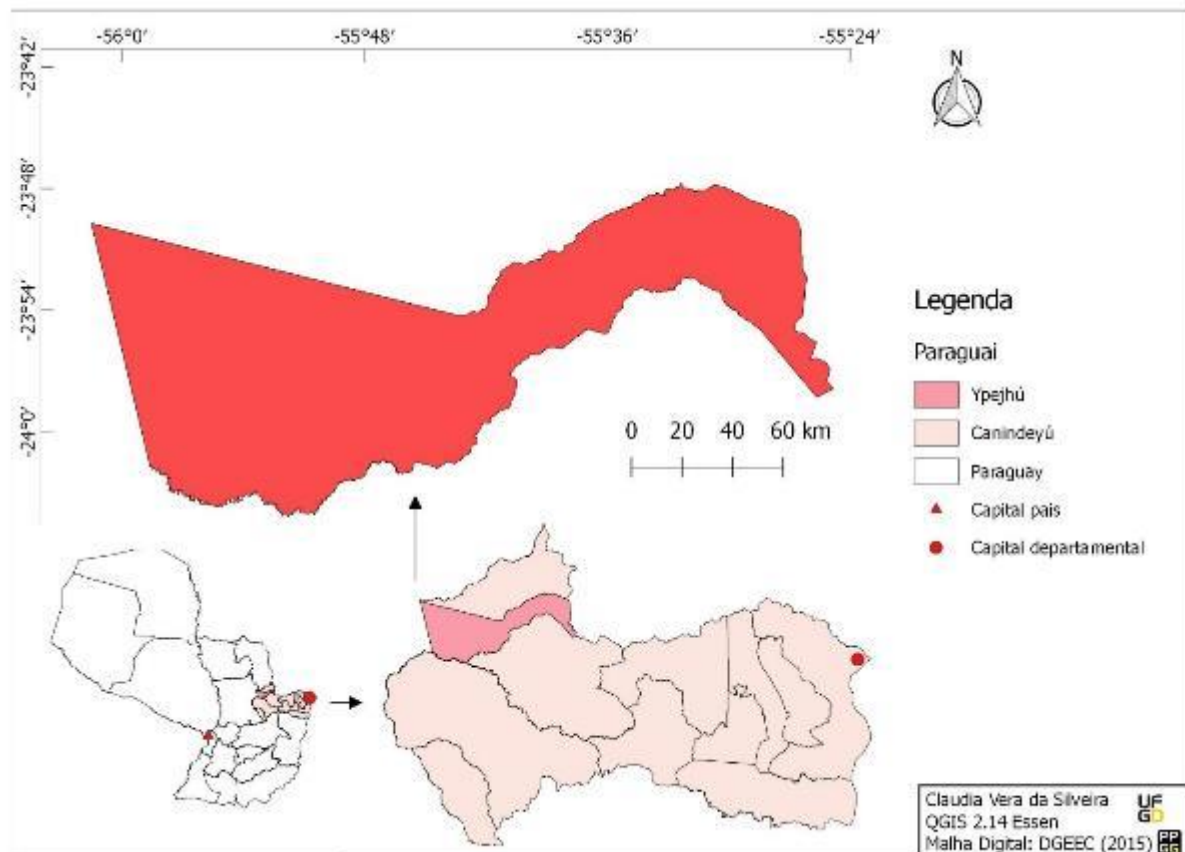 -56°0′ -55°48′ -55°36′ -55°24′
-23°42′
-23°48′
-23°54′
-24°0′
N
0 20 40 60 km
Legenda
Paraguai
Ypejhú
Canindeyú
Paraguay
Capital pais
Capital departamental
Claudia Vera da Silveira
QGIS 2.14 Essen
Malha Digital: DGEEC (2015)
UF
GD
PP
GG